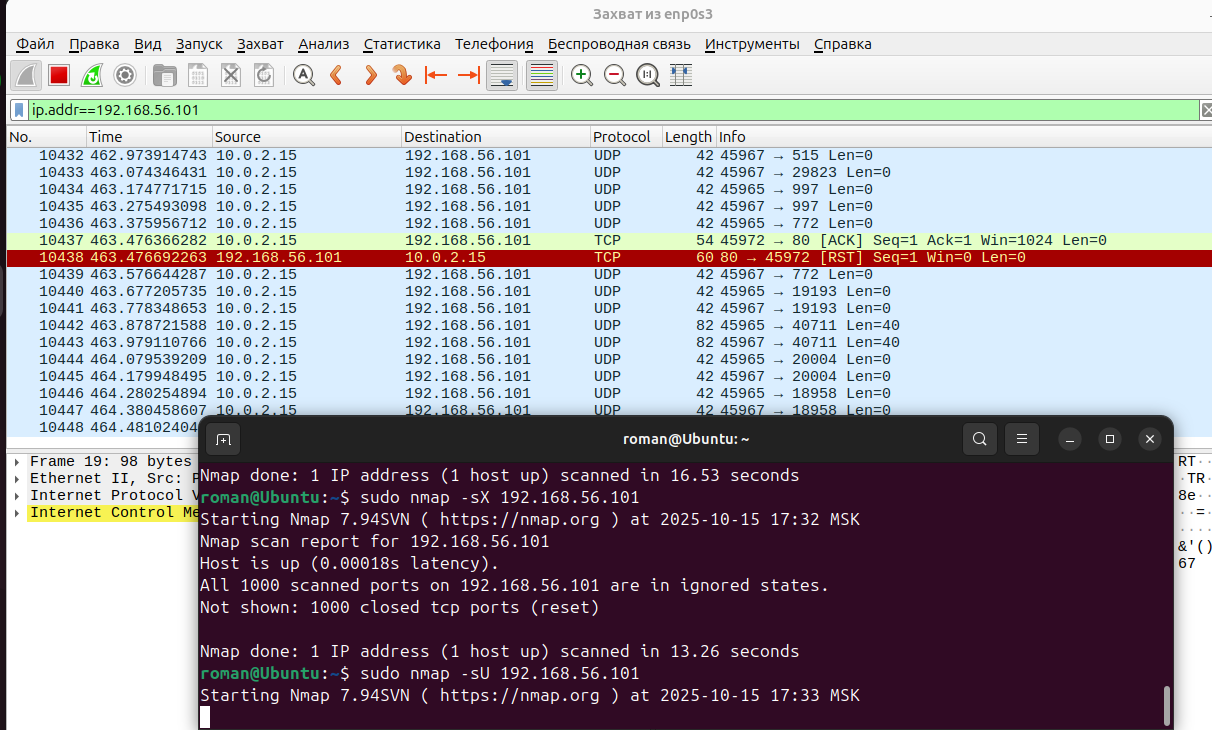 Захват из enp0s3
Файл Правка Вид Запуск Захват Анализ Статистика Телефония Беспроводная связь Инструменты Справка
ip.addr==192.168.56.101
No. Time Source Destination Protocol Length Info
10432 462.973914743 10.0.2.15 192.168.56.101 UDP 42 45967 → 515 Len=0
10433 463.074346431 10.0.2.15 192.168.56.101 UDP 42 45967 → 29823 Len=0
10434 463.174771715 10.0.2.15 192.168.56.101 UDP 42 45965 → 997 Len=0
10435 463.275493098 10.0.2.15 192.168.56.101 UDP 42 45967 → 997 Len=0
10436 463.375956712 10.0.2.15 192.168.56.101 UDP 42 45965 → 772 Len=0
10437 463.476366282 10.0.2.15 192.168.56.101 TCP 54 45972 → 80 [ACK] Seq=1 Ack=1 Win=1024 Len=0
10438 463.476692263 192.168.56.101 10.0.2.15 TCP 60 80 → 45972 [RST] Seq=1 Win=0 Len=0
10439 463.576644287 10.0.2.15 192.168.56.101 UDP 42 45967 → 772 Len=0
10440 463.677205735 10.0.2.15 192.168.56.101 UDP 42 45965 → 19193 Len=0
10441 463.778348653 10.0.2.15 192.168.56.101 UDP 42 45967 → 19193 Len=0
10442 463.878721588 10.0.2.15 192.168.56.101 UDP 82 45965 → 40711 Len=40
10443 463.979110766 10.0.2.15 192.168.56.101 UDP 82 45967 → 40711 Len=40
10444 464.079539209 10.0.2.15 192.168.56.101 UDP 42 45965 → 20004 Len=0
10445 464.179948495 10.0.2.15 192.168.56.101 UDP 42 45967 → 20004 Len=0
10446 464.280254894 10.0.2.15 192.168.56.101 UDP 42 45965 → 18958 Len=0
10447 464.380458607 10.0.2.15 192.168.56.101 UDP 42 45967 → 18958 Len=0
10448 464.48102404
Frame 19: 98 bytes
Ethernet II, Src: P
Internet Protocol V
Internet Control Me
RT··
·TR
8e··
··=
····
&'()
67
roman@Ubuntu: ~
Nmap done: 1 IP address (1 host up) scanned in 16.53 seconds
roman@Ubuntu:~$ sudo nmap -sX 192.168.56.101
Starting Nmap 7.94SVN ( https://nmap.org ) at 2025-10-15 17:32 MSK
Nmap scan report for 192.168.56.101
Host is up (0.00018s latency).
All 1000 scanned ports on 192.168.56.101 are in ignored states.
Not shown: 1000 closed tcp ports (reset)
Nmap done: 1 IP address (1 host up) scanned in 13.26 seconds
roman@Ubuntu:~$ sudo nmap -sU 192.168.56.101
Starting Nmap 7.94SVN ( https://nmap.org ) at 2025-10-15 17:33 MSK